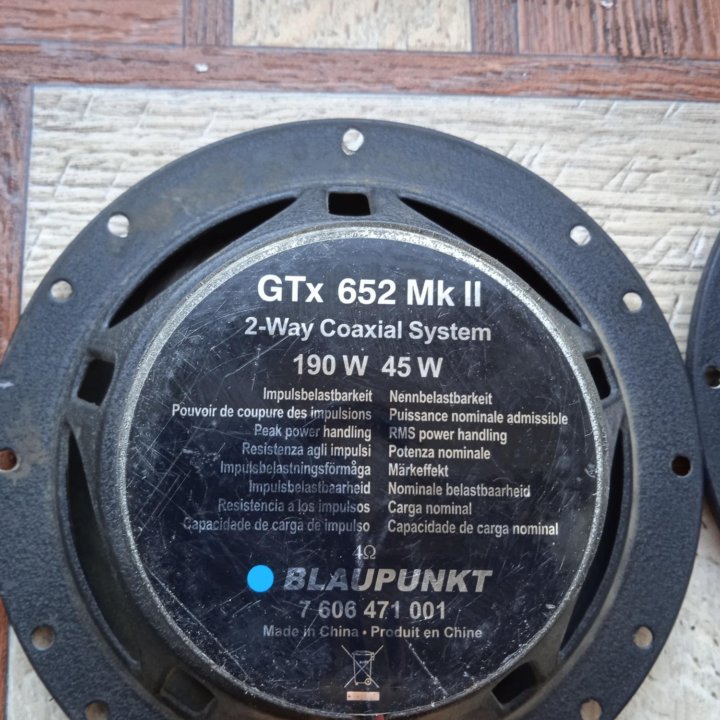 GTx 652 Mk II
2-Way Coaxial System
190 W 45 W
Impulsbelastbarkeit Nennbelastbarkeit
Pouvoir de coupure des impulsions Puissance nominale admissible
Peak power handling RMS power handling
Resistenza agli impulsi Potenza nominale
Impulsbelastningsförmåga Märkeffekt
Impulsbelastbaarheid Nominale belastbaarheid
Resistencia a los impulsos Carga nominal
Capacidade de carga de impulso Capacidade de carga nominal
4Ω
BLAUPUNKT
7 606 471 001
Made in China • Produit en Chine